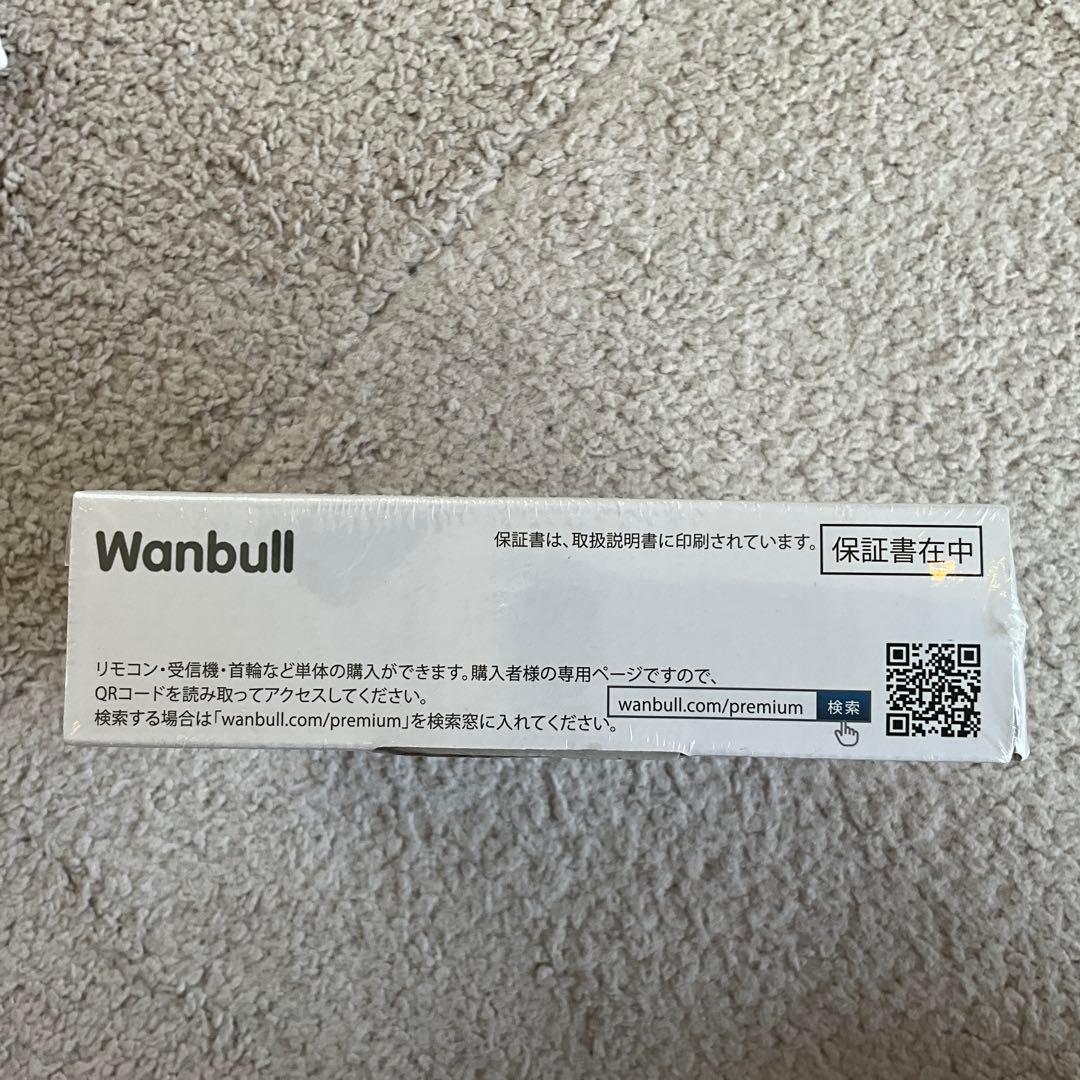 Wanbull
保証書は、取扱説明書に印刷されています。
保証書在中
リモコン・受信機・首輪など単体の購入ができます。購入者様の専用ページですので、
QRコードを読み取ってアクセスしてください。
検索する場合は「wanbull.com/premium」を検索窓に入れてください。
wanbull.com/premium 検索